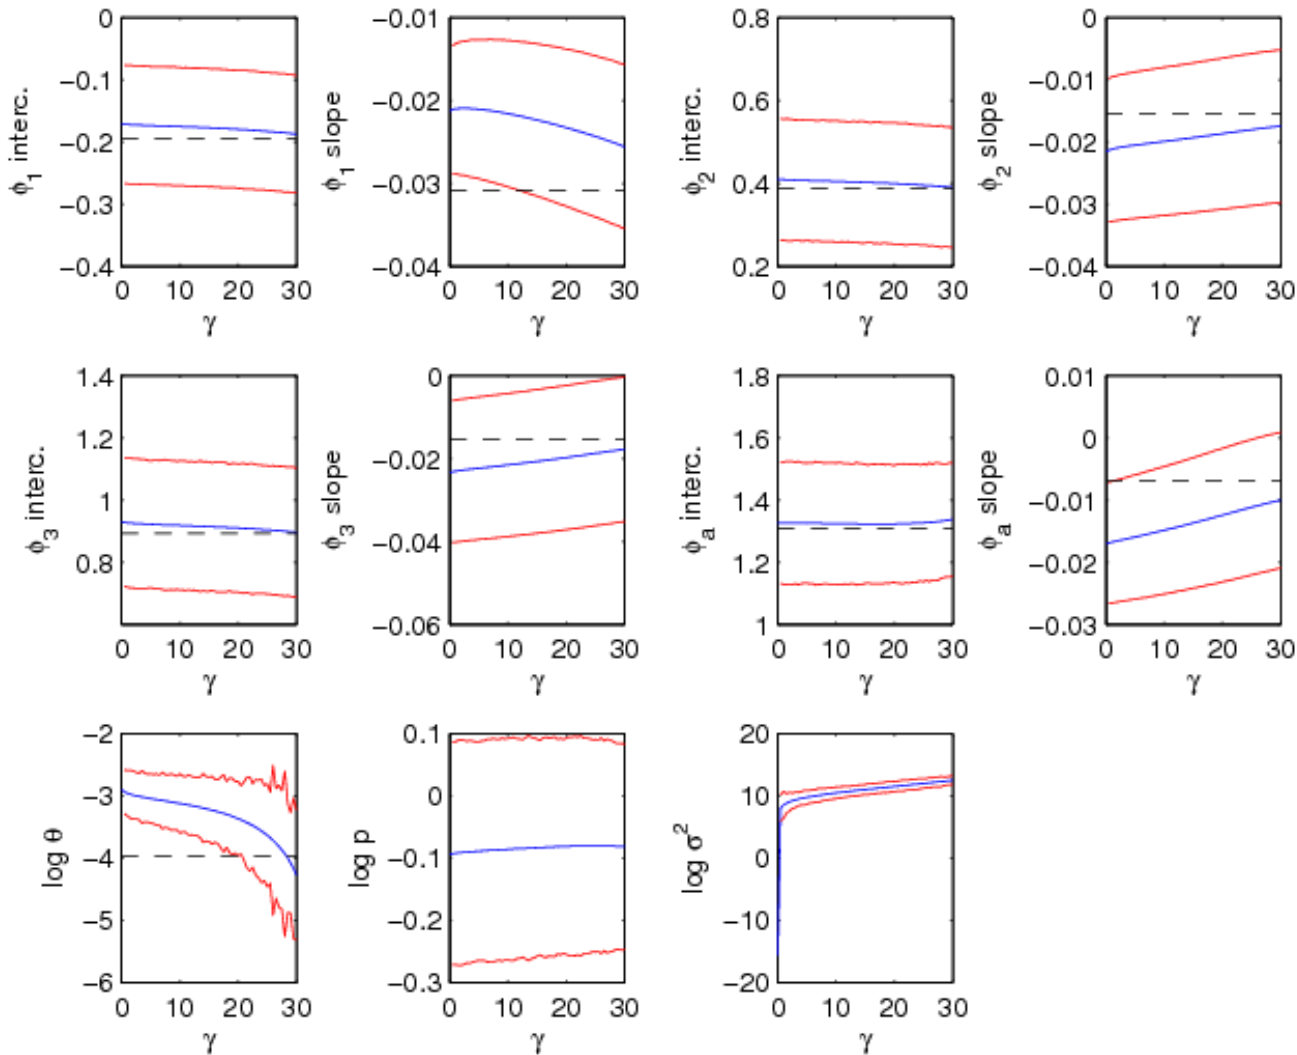 0 −0.1 −0.2 −0.3 −0.4
ϕ1 interc.
0 10 20 30
γ
−0.01 −0.02 −0.03 −0.04
ϕ1 slope
0 10 20 30
γ
0.8 0.6 0.4 0.2
ϕ2 interc.
0 10 20 30
γ
0 −0.01 −0.02 −0.03 −0.04
ϕ2 slope
0 10 20 30
γ
1.4 1.2 1 0.8
ϕ3 interc.
0 10 20 30
γ
0 −0.02 −0.04 −0.06
ϕ3 slope
0 10 20 30
γ
1.8 1.6 1.4 1.2 1
ϕa interc.
0 10 20 30
γ
0.01 0 −0.01 −0.02 −0.03
ϕa slope
0 10 20 30
γ
−2 −3 −4 −5 −6
log θ
0 10 20 30
γ
0.1 0 −0.1 −0.2 −0.3
log p
0 10 20 30
γ
20 10 0 −10 −20
log σ²
0 10 20 30
γ